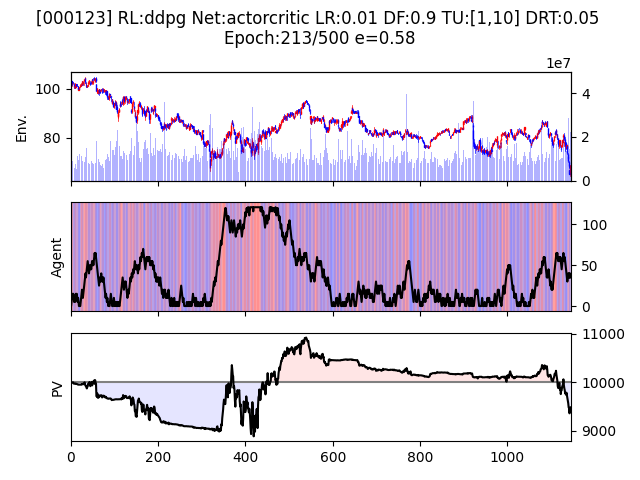 [000123] RL:ddpg Net:actorcritic LR:0.01 DF:0.9 TU:[1,10] DRT:0.05
Epoch:213/500 e=0.58
1e7
100
80
Env.
4
2
0
Agent
100
50
0
PV
11000
10000
9000
0 200 400 600 800 1000